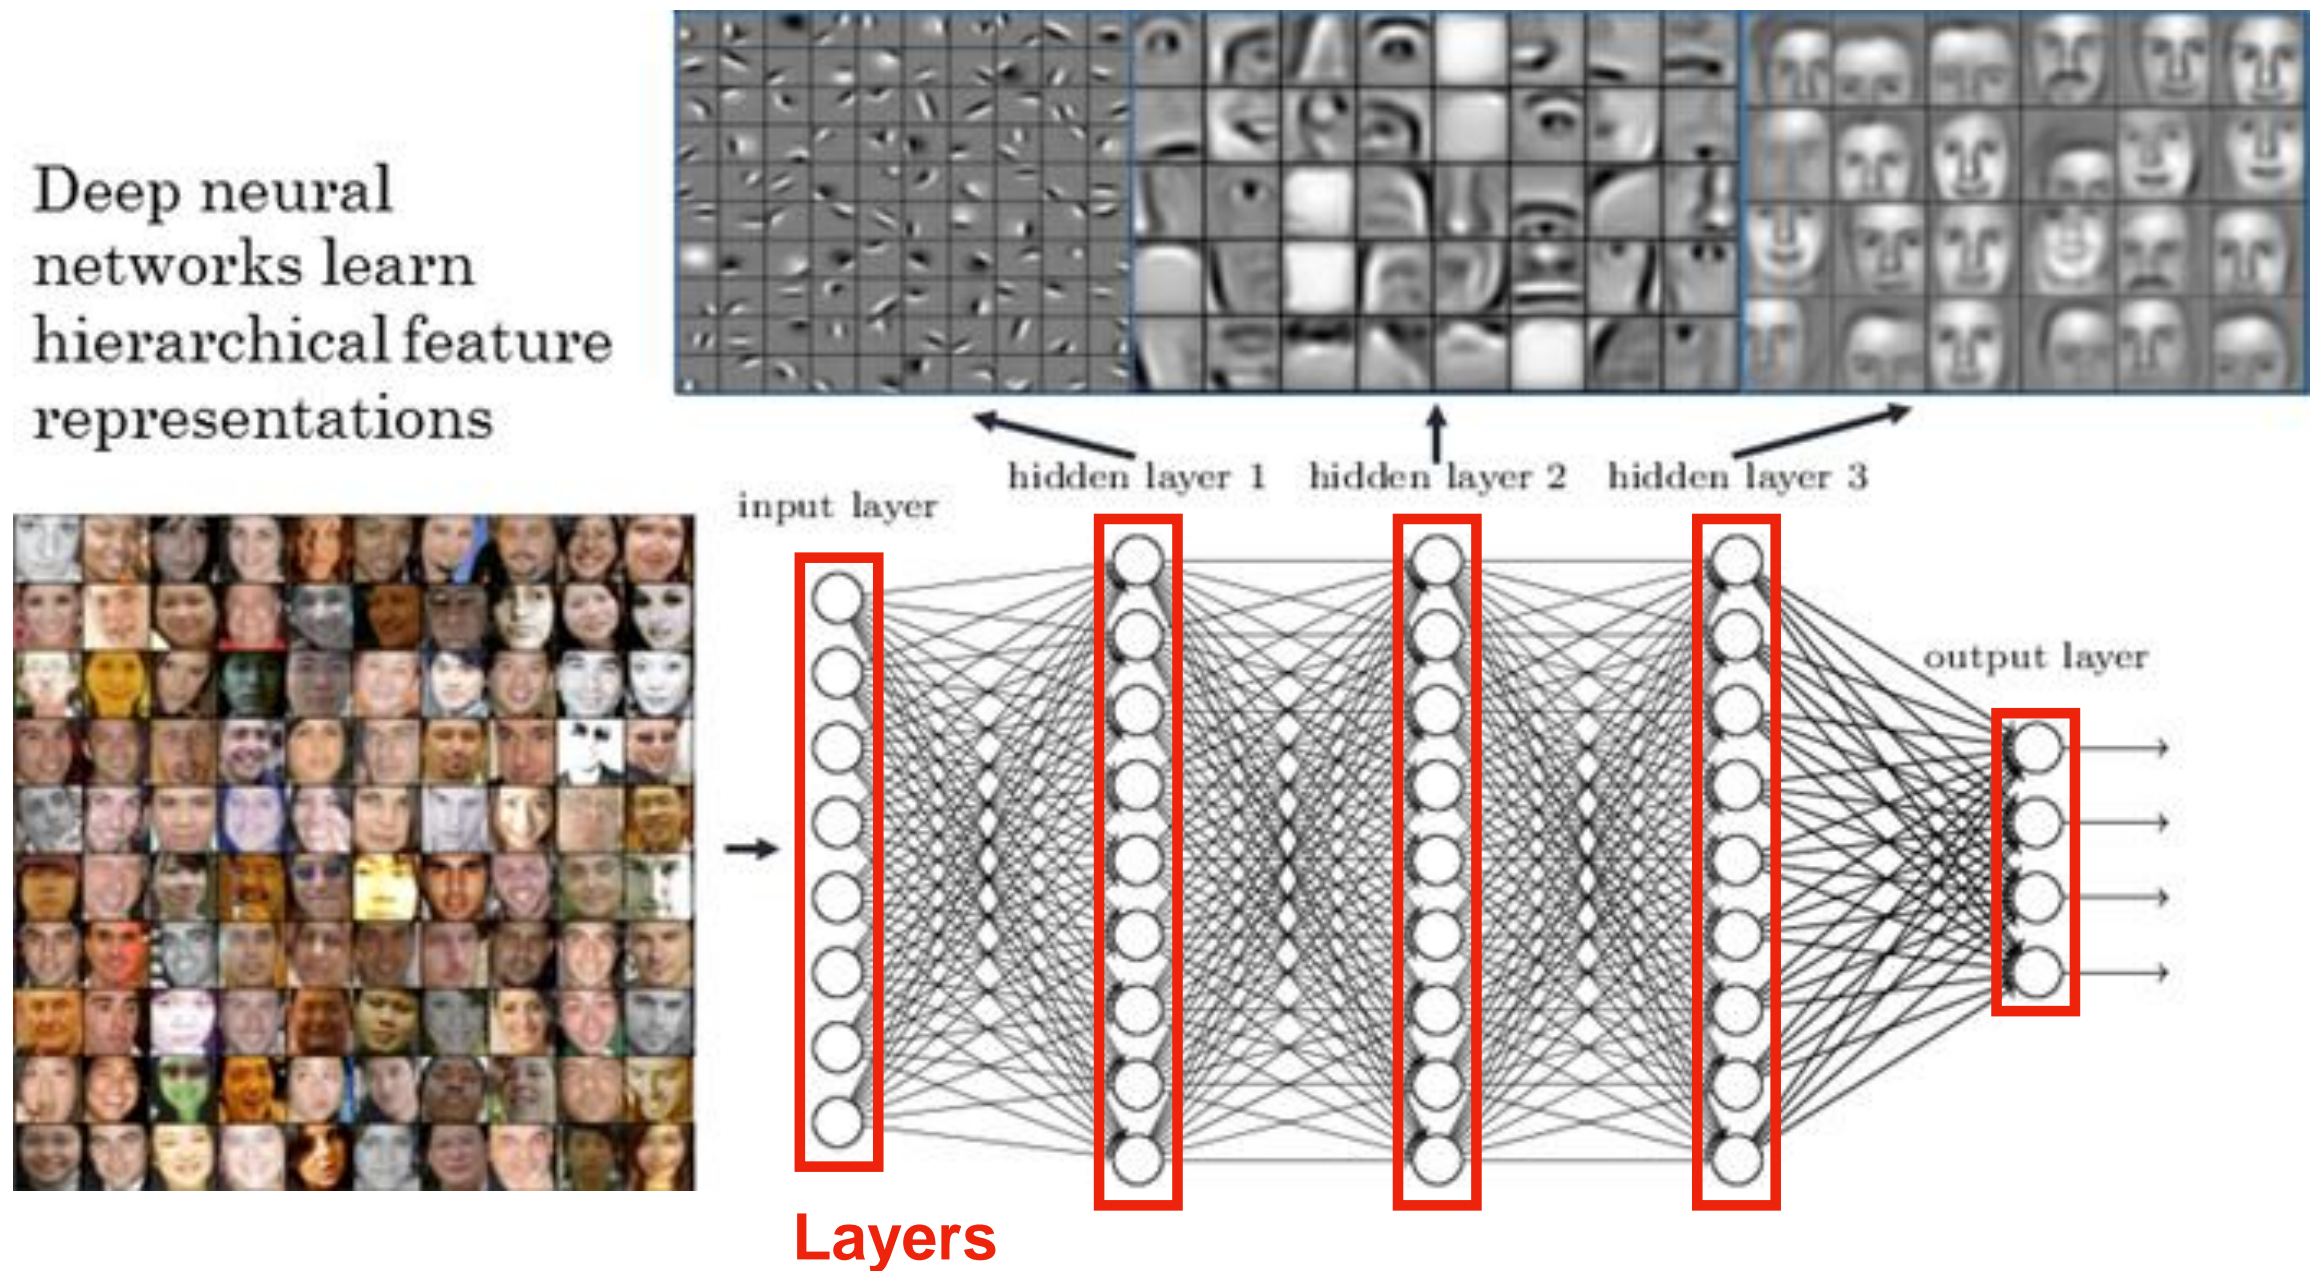 Deep neural
networks learn
hierarchical feature
representations
hidden layer 1
hidden layer 2
hidden layer 3
input layer
output layer
Layers